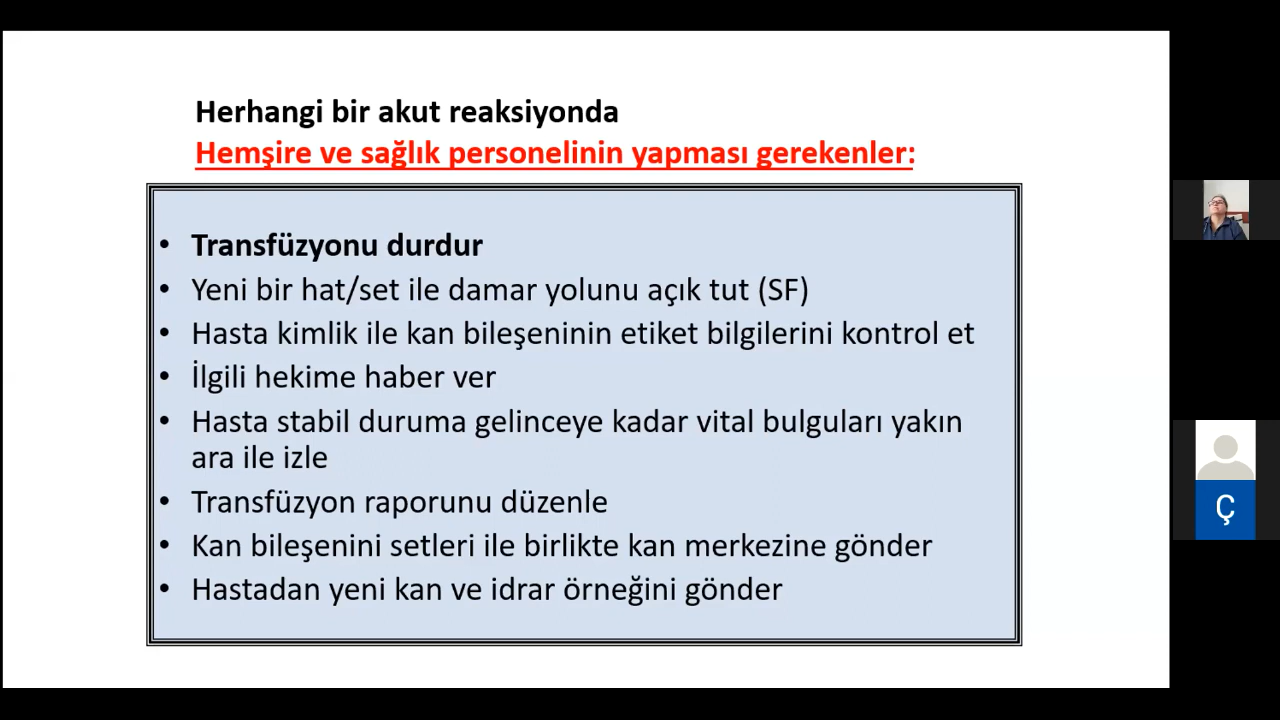 Herhangi bir akut reaksiyonda
Hemşire ve sağlık personelinin yapması gerekenler:
• Transfüzyonu durdur
• Yeni bir hat/set ile damar yolunu açık tut (SF)
• Hasta kimlik ile kan bileşeninin etiket bilgilerini kontrol et
• İlgili hekime haber ver
• Hasta stabil duruma gelinceye kadar vital bulguları yakın
ara ile izle
• Transfüzyon raporunu düzenle
• Kan bileşenini setleri ile birlikte kan merkezine gönder
• Hastadan yeni kan ve idrar örneğini gönder
Ç